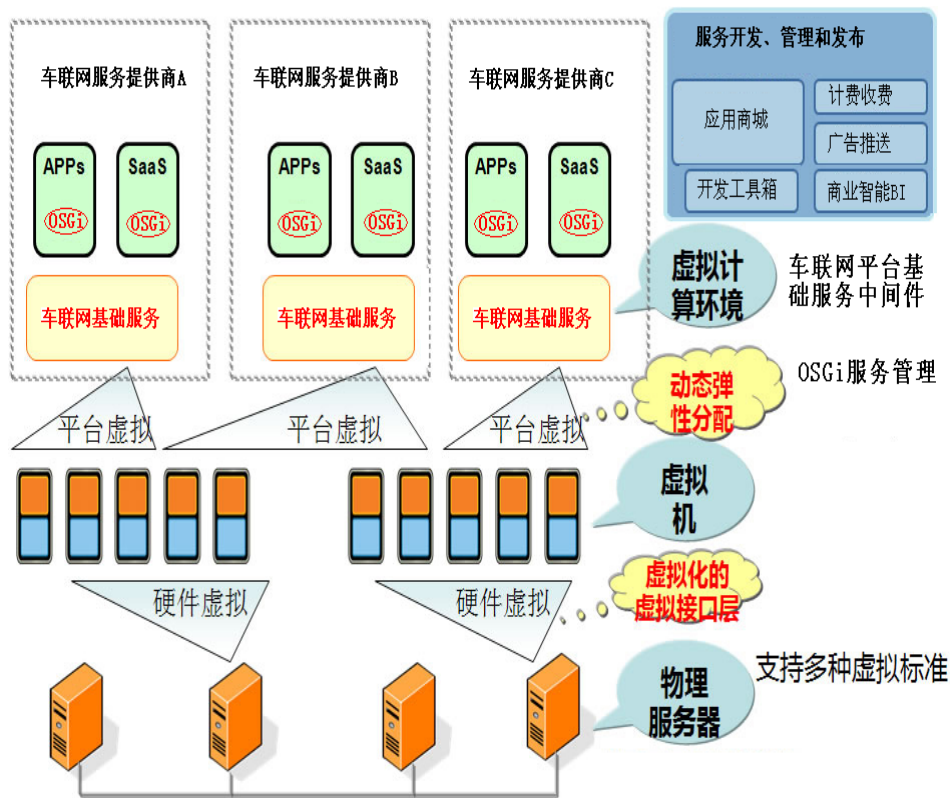 服务开发、管理和发布
车联网服务提供商A
车联网服务提供商B
车联网服务提供商C
应用商城
计费收费
广告推送
开发工具箱
商业智能BI
APPs
SaaS
APPs
SaaS
APPs
SaaS
OSGi
OSGi
OSGi
OSGi
OSGi
OSGi
虚拟计
算环境
车联网平台基
础服务中间件
车联网基础服务
车联网基础服务
车联网基础服务
动态弹
性分配
OSGi服务管理
平台虚拟
平台虚拟
平台虚拟
虚拟
机
硬件虚拟
硬件虚拟
虚拟化的
虚拟接口层
物理
服务器
支持多种虚拟标准